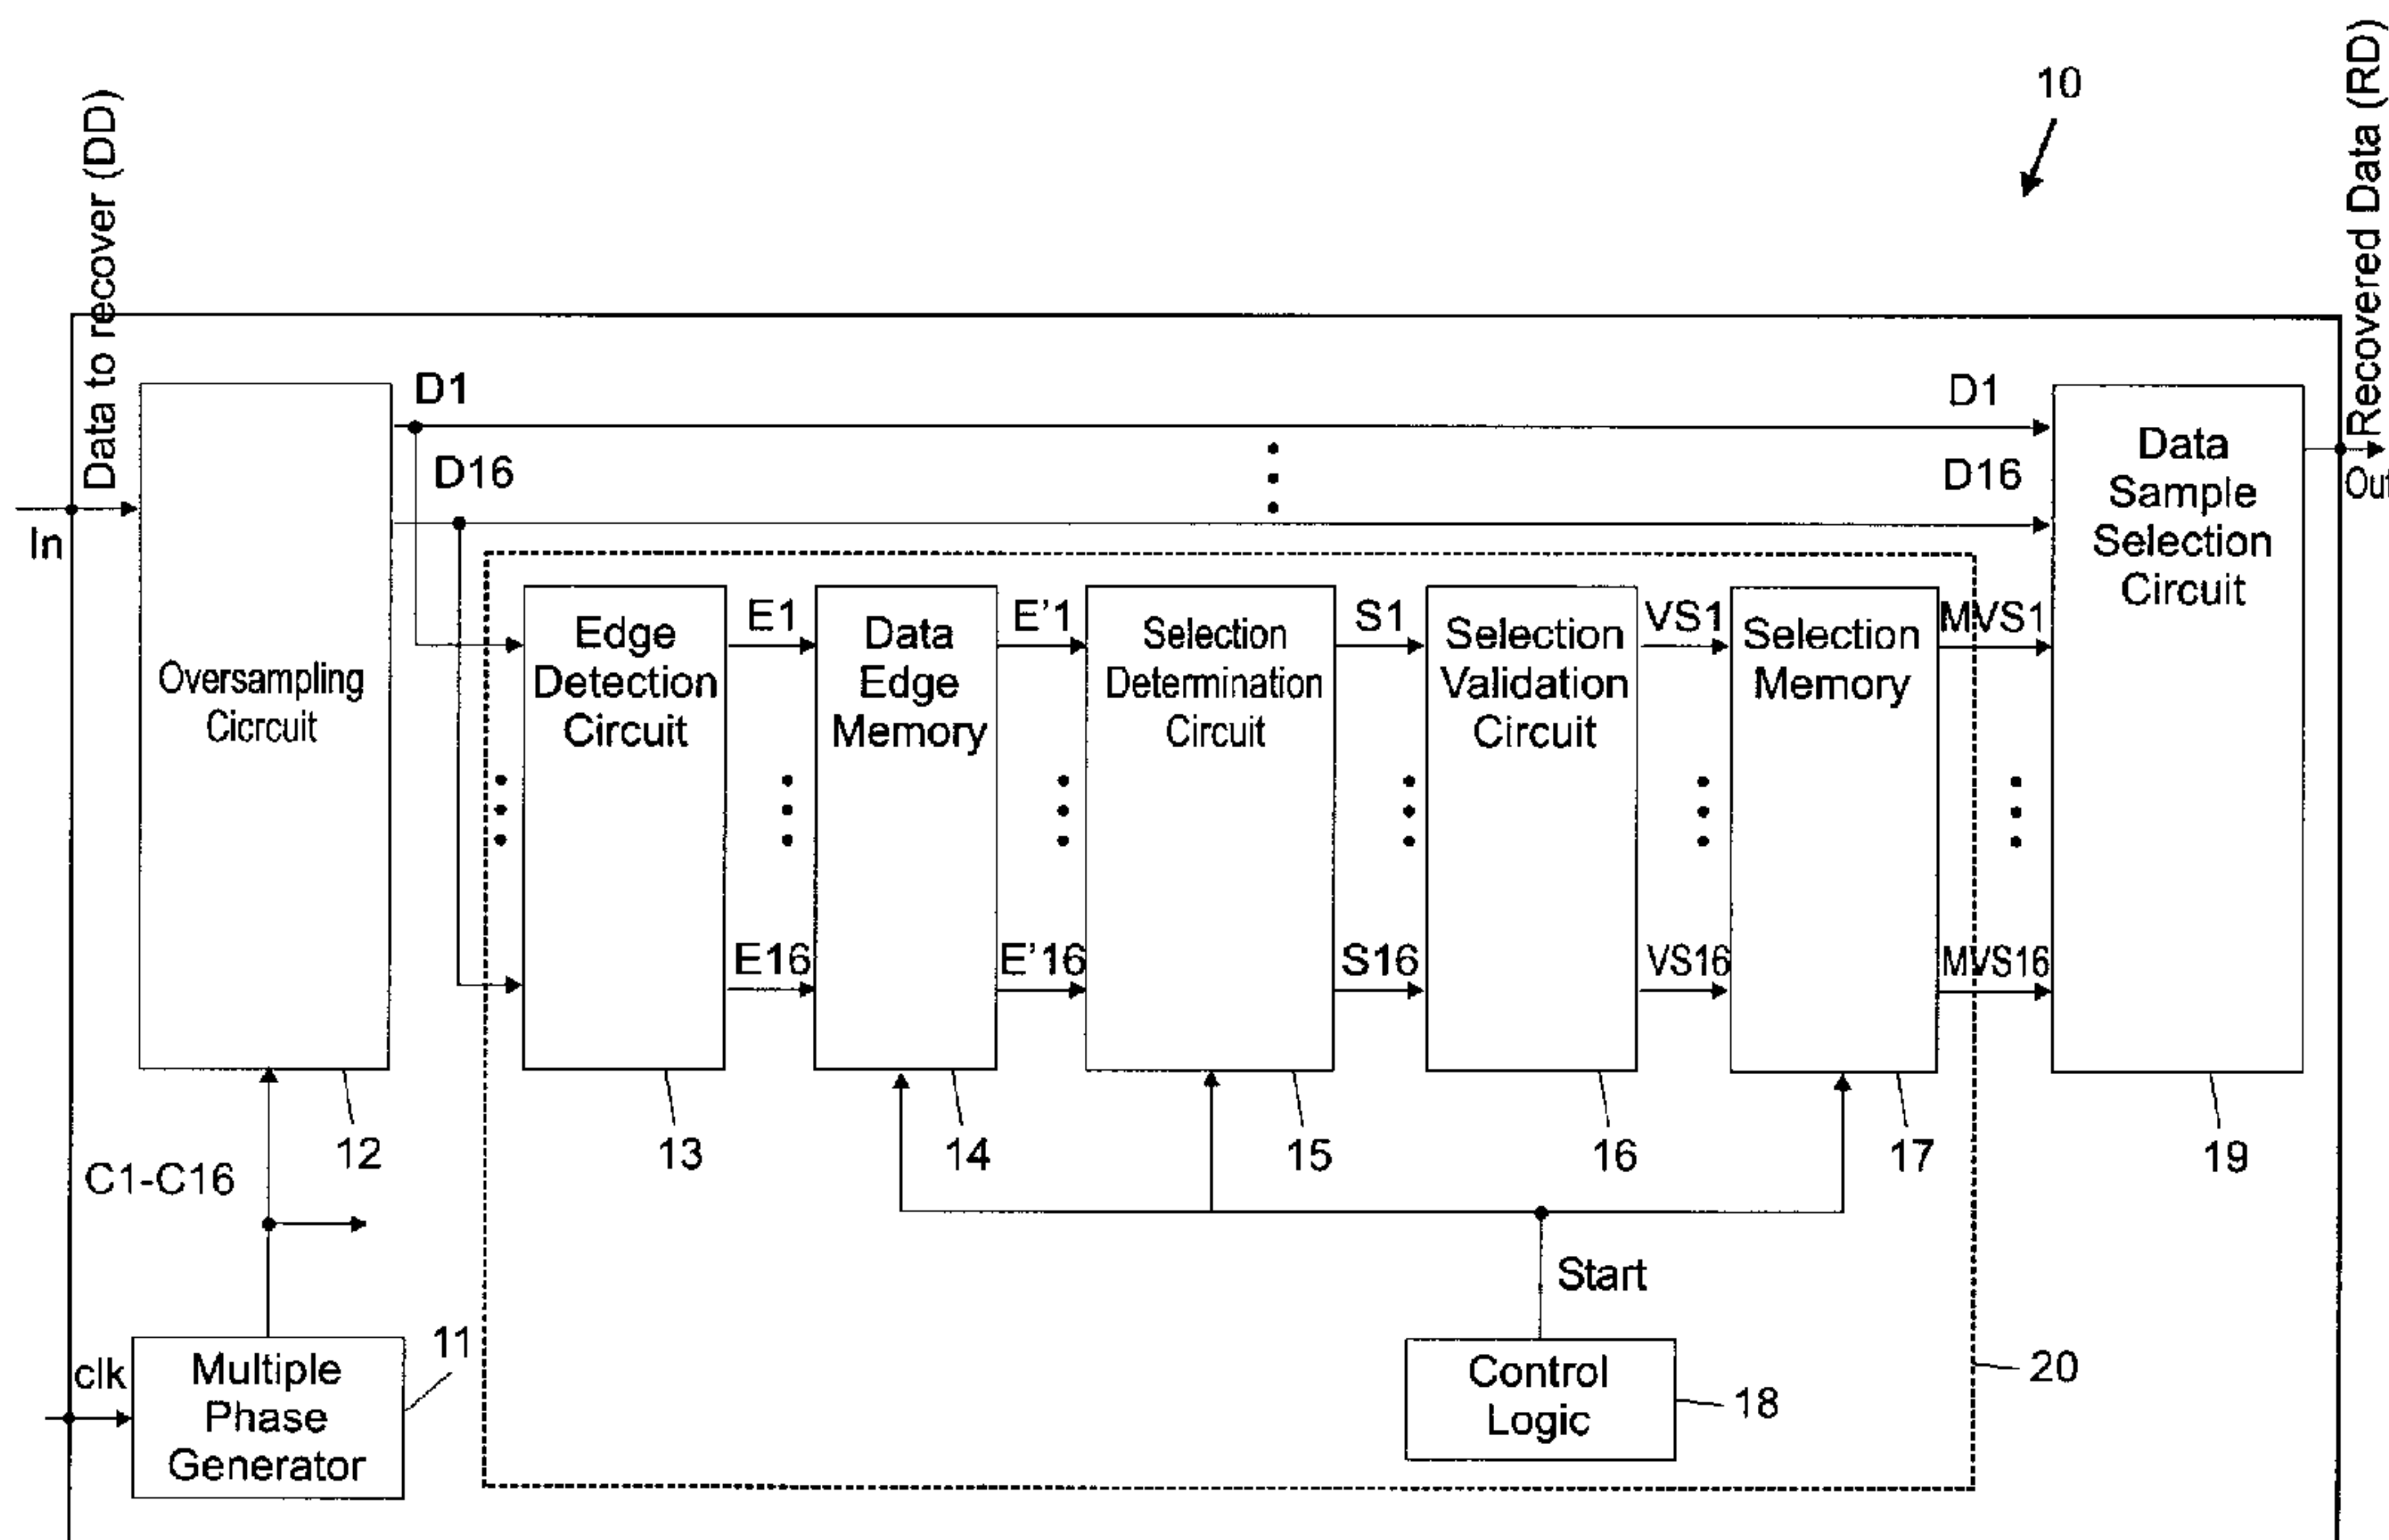 10
Data to recover (DD)
Recovered Data (RD)
In
Out
D1
D16
D1
D16
Oversampling
Cicrcuit
Edge
Detection
Circuit
E1
E16
Data
Edge
Memory
E'1
E'16
Selection
Determination
Circuit
S1
S16
Selection
Validation
Circuit
VS1
VS16
Selection
Memory
MVS1
MVS16
Data
Sample
Selection
Circuit
12
13
14
15
16
17
19
C1-C16
Start
clk
Multiple
Phase
Generator
11
Control
Logic
18
20